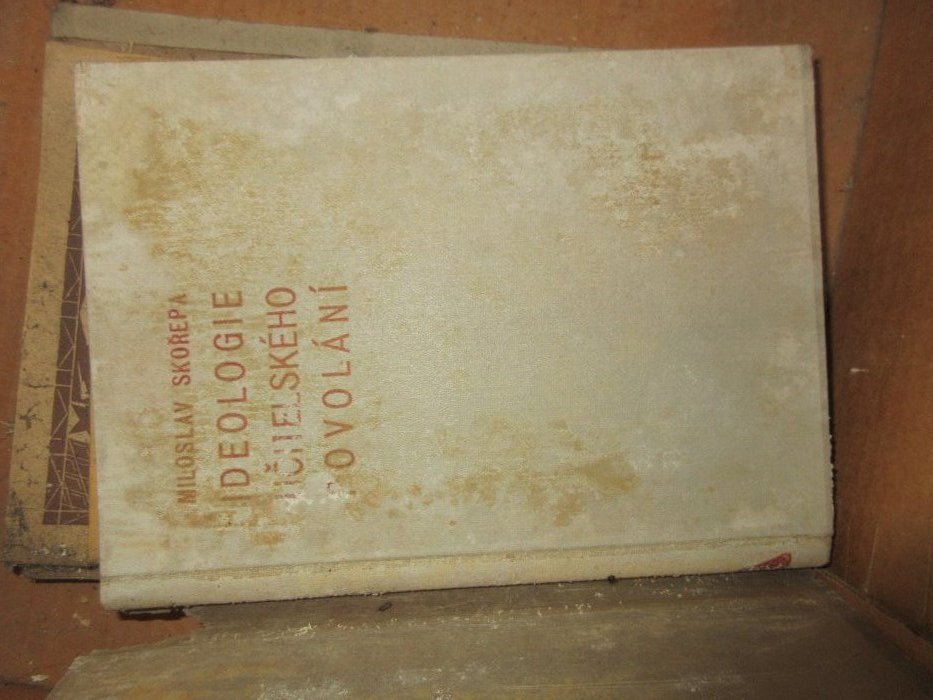 MILOSLAV SKOŘEPA
IDEOLOGIE
UČITELSKÉHO
POVOLÁNÍ